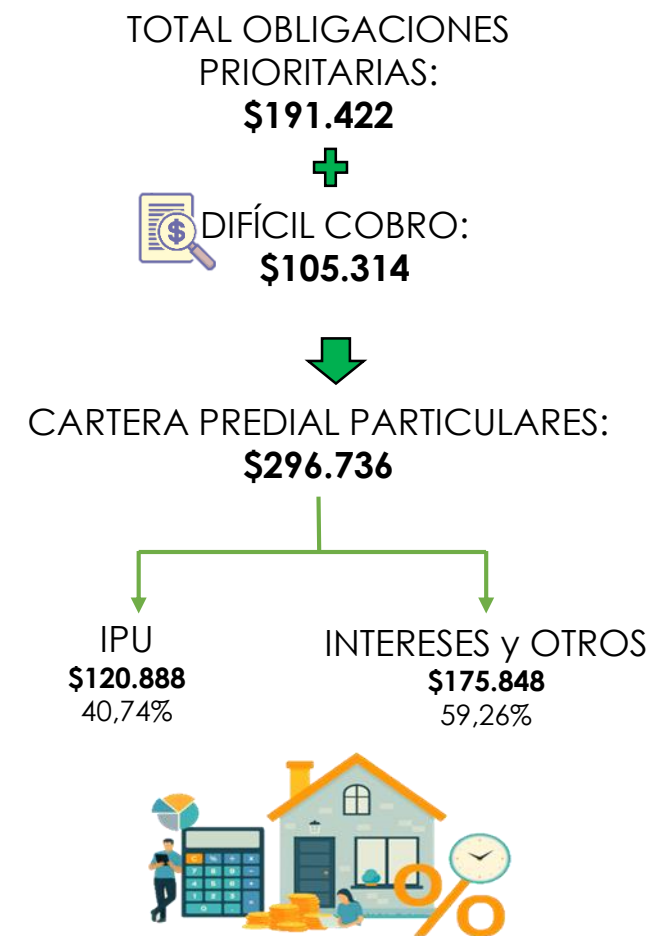 TOTAL OBLIGACIONES
PRIORITARIAS:
$191.422
$
DIFÍCIL COBRO:
$105.314
CARTERA PREDIAL PARTICULARES:
$296.736
IPU
$120.888
40,74%
INTERESES y OTROS
$175.848
59,26%